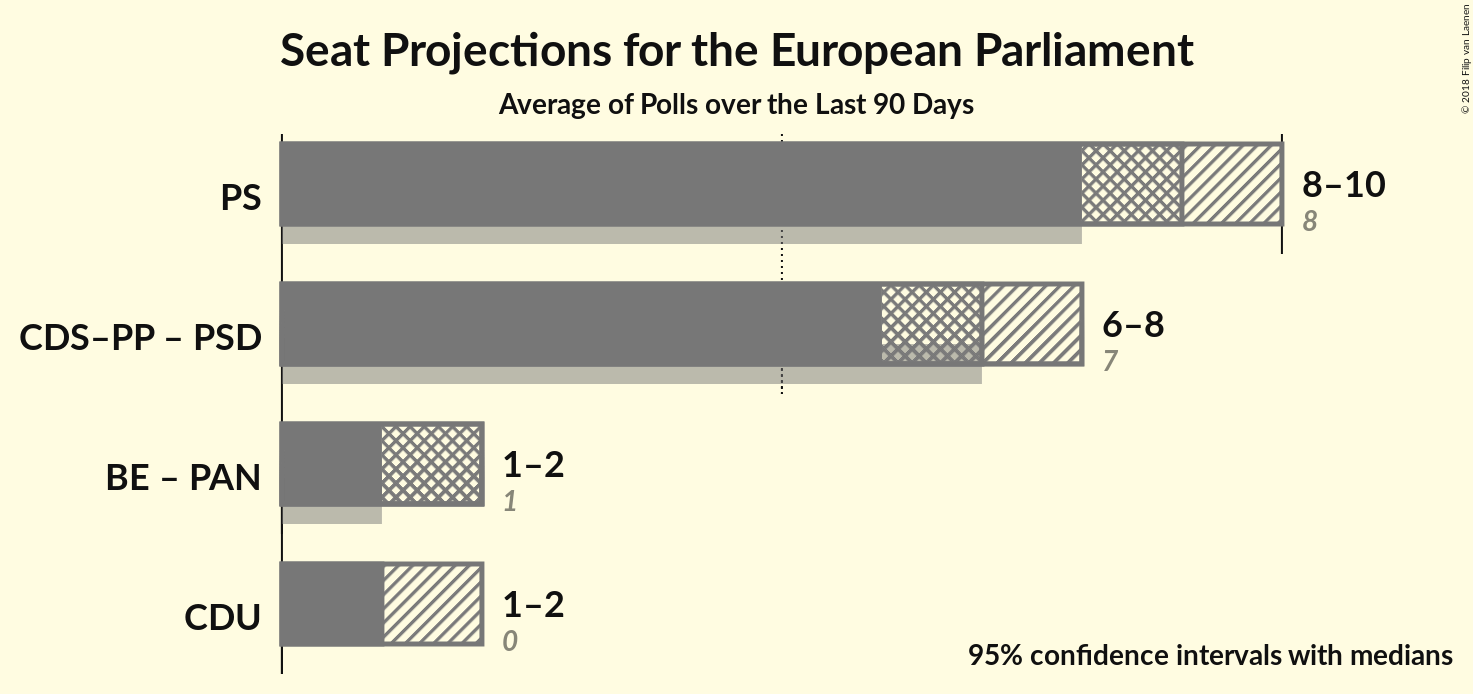 Seat Projections for the European Parliament
Average of Polls over the Last 90 Days
PS
8–10
8
CDS–PP – PSD
6–8
7
BE – PAN
1–2
1
CDU
1–2
0
95% confidence intervals with medians
© 2018 Filip van Laenen